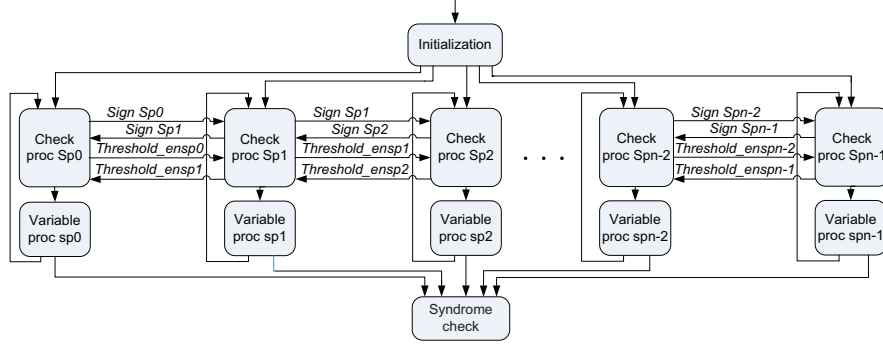 Initialization
Check
proc Sp0
Sign Sp0
Sign Sp1
Threshold_ensp0
Threshold_ensp1
Check
proc Sp1
Sign Sp1
Sign Sp2
Threshold_ensp1
Threshold_ensp2
Check
proc Sp2
. . .
Check
proc Spn-2
Sign Spn-2
Sign Spn-1
Threshold_enspn-2
Threshold_enspn-1
Check
proc Spn-1
Variable
proc sp0
Variable
proc sp1
Variable
proc sp2
Variable
proc spn-2
Variable
proc spn-1
Syndrome
check